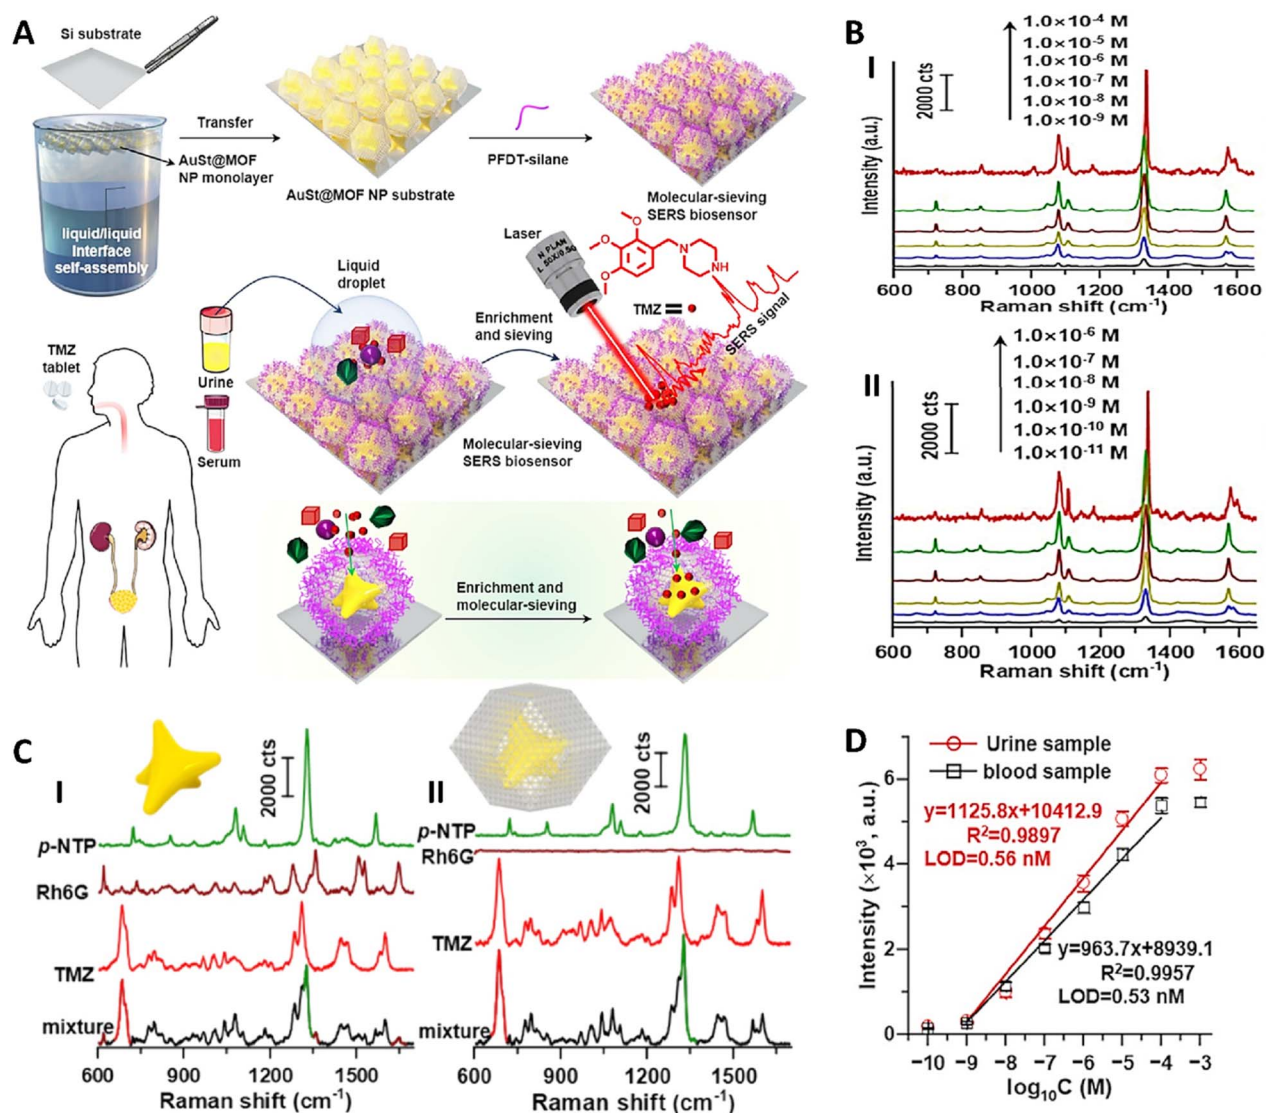 A
Si substrate
Transfer
AuSt@MOF
NP monolayer
liquid/liquid
Interface
self-assembly
AuSt@MOF NP substrate
PFDT-silane
Molecular-sieving
SERS biosensor
Laser
N PLAN
L 50X/0.5
O
O
O
N
NH
TMZ
SERS signal
Liquid
droplet
Enrichment
and sieving
TMZ
tablet
Urine
Serum
Molecular-sieving
SERS biosensor
Enrichment and
molecular-sieving
B
I
2000 cts
1.0×10-4 M
1.0×10-5 M
1.0×10-6 M
1.0×10-7 M
1.0×10-8 M
1.0×10-9 M
Intensity (a.u.)
600 800 1000 1200 1400 1600
Raman shift (cm-1)
II
2000 cts
1.0×10-6 M
1.0×10-7 M
1.0×10-8 M
1.0×10-9 M
1.0×10-10 M
1.0×10-11 M
Intensity (a.u.)
600 800 1000 1200 1400 1600
Raman shift (cm-1)
C
I
2000 cts
p-NTP
Rh6G
TMZ
mixture
600 900 1200 1500
Raman shift (cm-1)
II
2000 cts
p-NTP
Rh6G
TMZ
mixture
600 900 1200 1500
Raman shift (cm-1)
D
Urine sample
blood sample
y=1125.8x+10412.9
R2=0.9897
LOD=0.56 nM
y=963.7x+8939.1
R2=0.9957
LOD=0.53 nM
Intensity (×103, a.u.)
6
4
2
0
−10 −9 −8 −7 −6 −5 −4 −3
log10C (M)